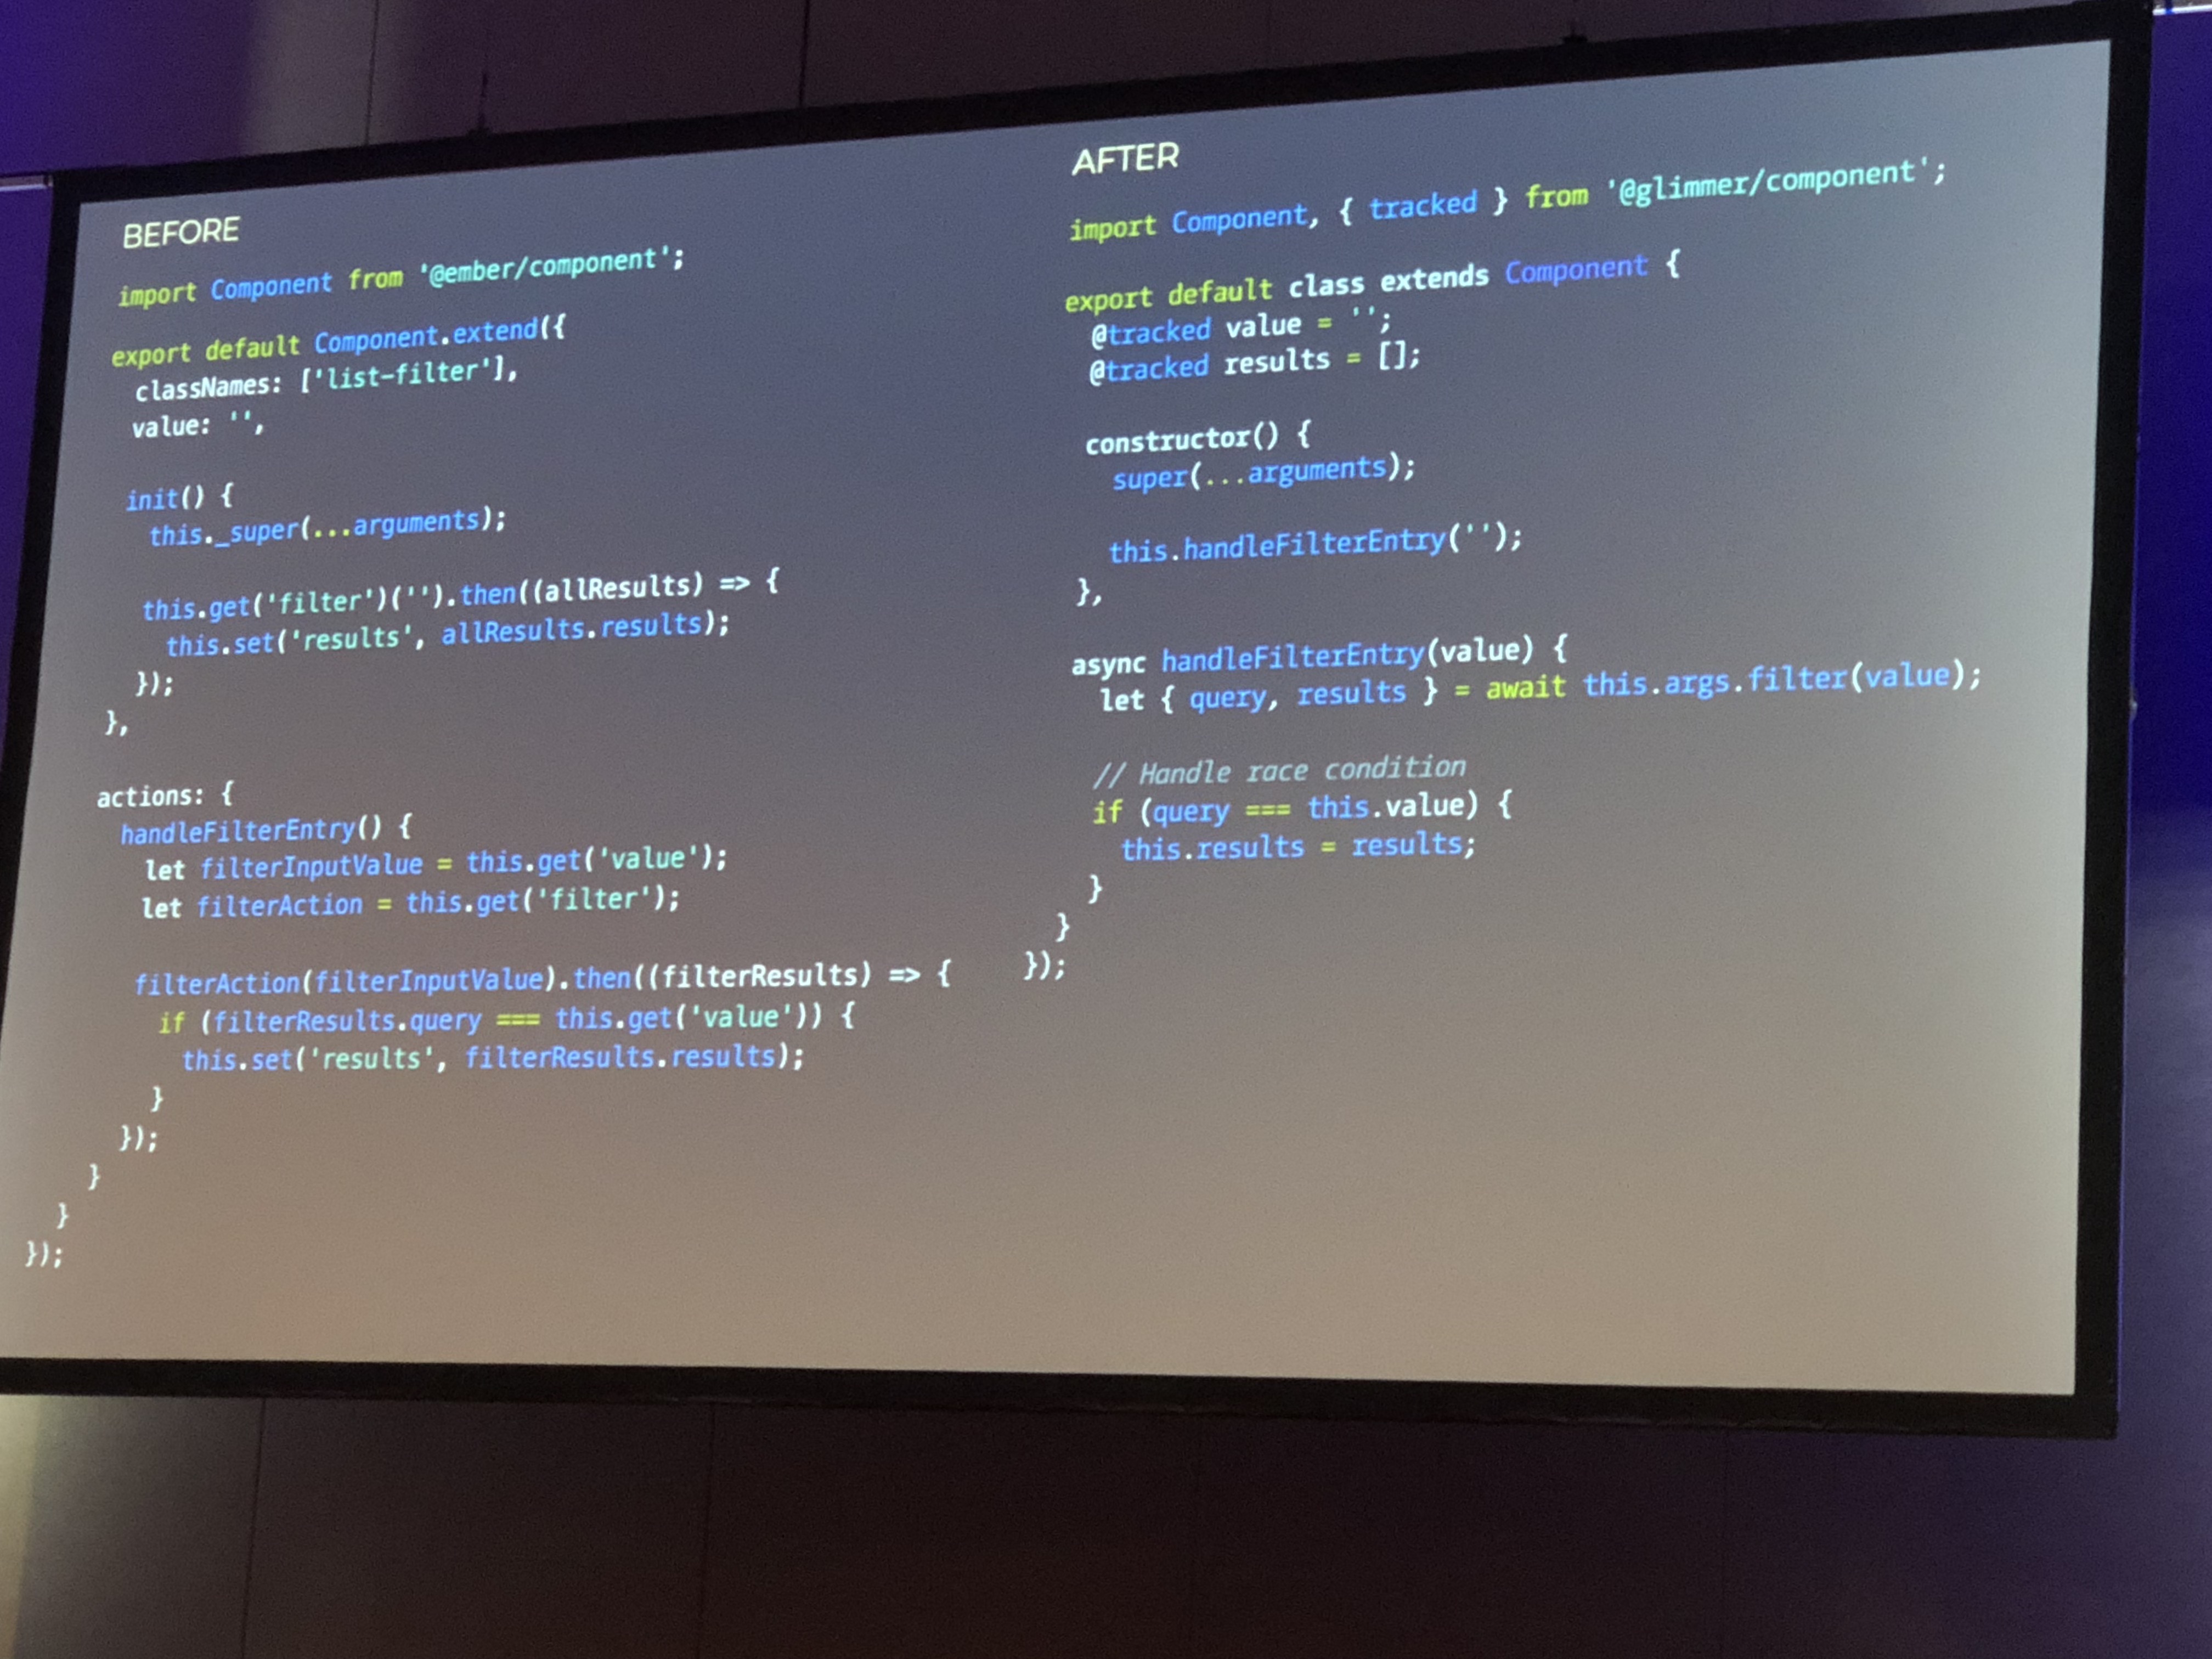 BEFORE
import Component from '@ember/component';
export default Component.extend({
classNames: ['list-filter'],
value: '',
init() {
this._super(...arguments);
this.get('filter')('').then((allResults) => {
this.set('results', allResults.results);
});
},
actions: {
handleFilterEntry() {
let filterInputValue = this.get('value');
let filterAction = this.get('filter');
filterAction(filterInputValue).then((filterResults) => {
if (filterResults.query === this.get('value')) {
this.set('results', filterResults.results);
}
});
}
}
});
AFTER
import Component, { tracked } from '@glimmer/component';
export default class extends Component {
@tracked value = '';
@tracked results = [];
constructor() {
super(...arguments);
this.handleFilterEntry('');
},
async handleFilterEntry(value) {
let { query, results } = await this.args.filter(value);
// Handle race condition
if (query === this.value) {
this.results = results;
}
}
});